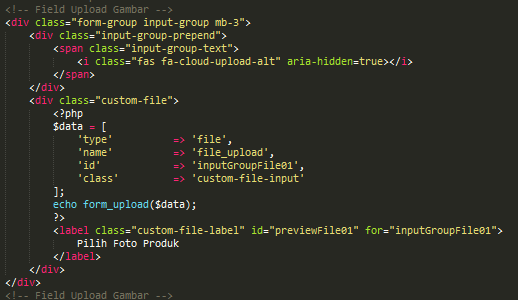 <!-- Field Upload Gambar -->
<div class="form-group input-group mb-3">
    <div class="input-group-prepend">
        <span class="input-group-text">
            <i class="fas fa-cloud-upload-alt" aria-hidden=true></i>
        </span>
    </div>
    <div class="custom-file">
        <?php
        $data = [
            'type'          => 'file',
            'name'          => 'file_upload',
            'id'            => 'inputGroupFile01',
            'class'         => 'custom-file-input'
        ];
        echo form_upload($data);
        ?>
        <label class="custom-file-label" id="previewFile01" for="inputGroupFile01">
            Pilih Foto Produk
        </label>
    </div>
</div>
<!-- Field Upload Gambar -->